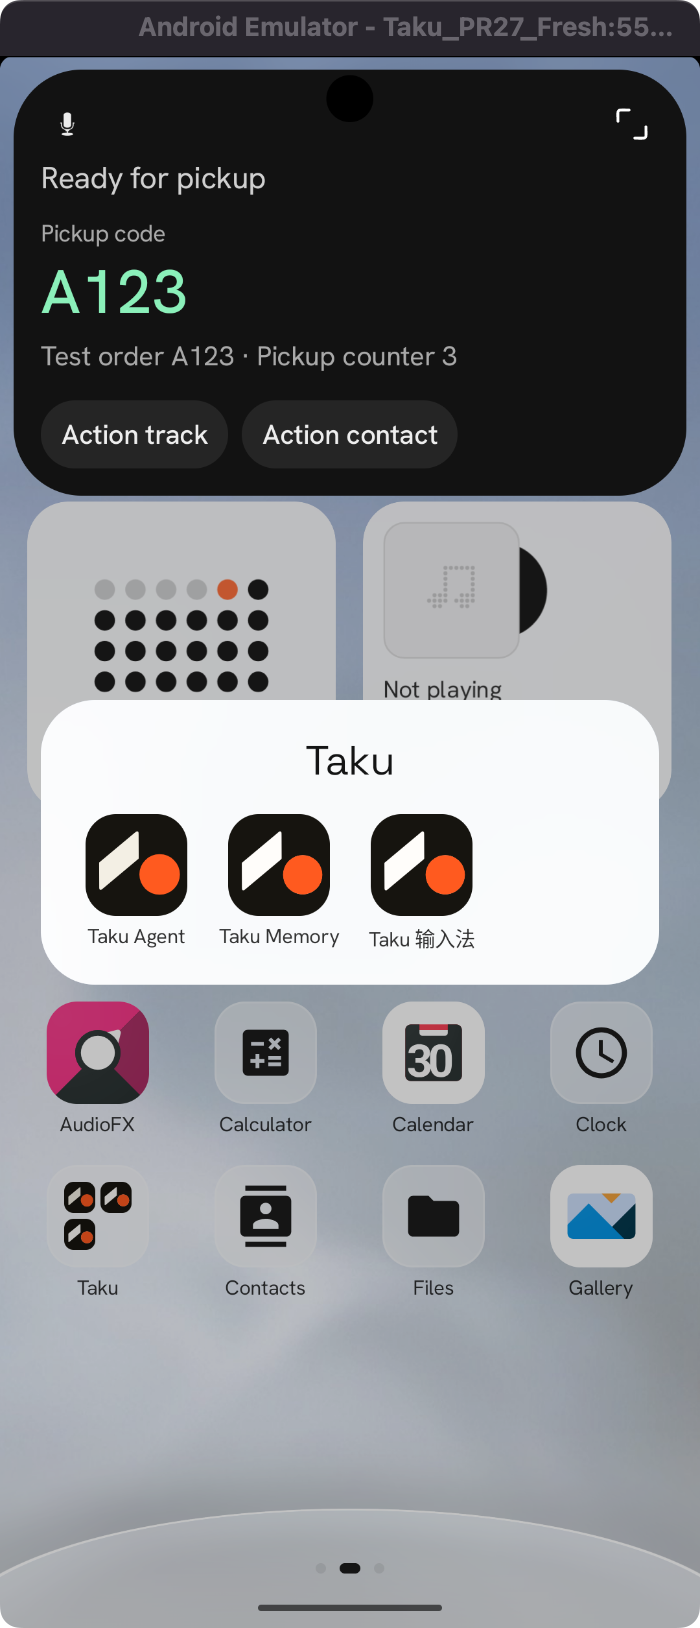 Android Emulator - Taku_PR27_Fresh:55...
Ready for pickup
Pickup code
A123
Test order A123 · Pickup counter 3
Action track
Action contact
Not playing
Taku
Taku Agent
Taku Memory
Taku 输入法
30
AudioFX
Calculator
Calendar
Clock
Taku
Contacts
Files
Gallery